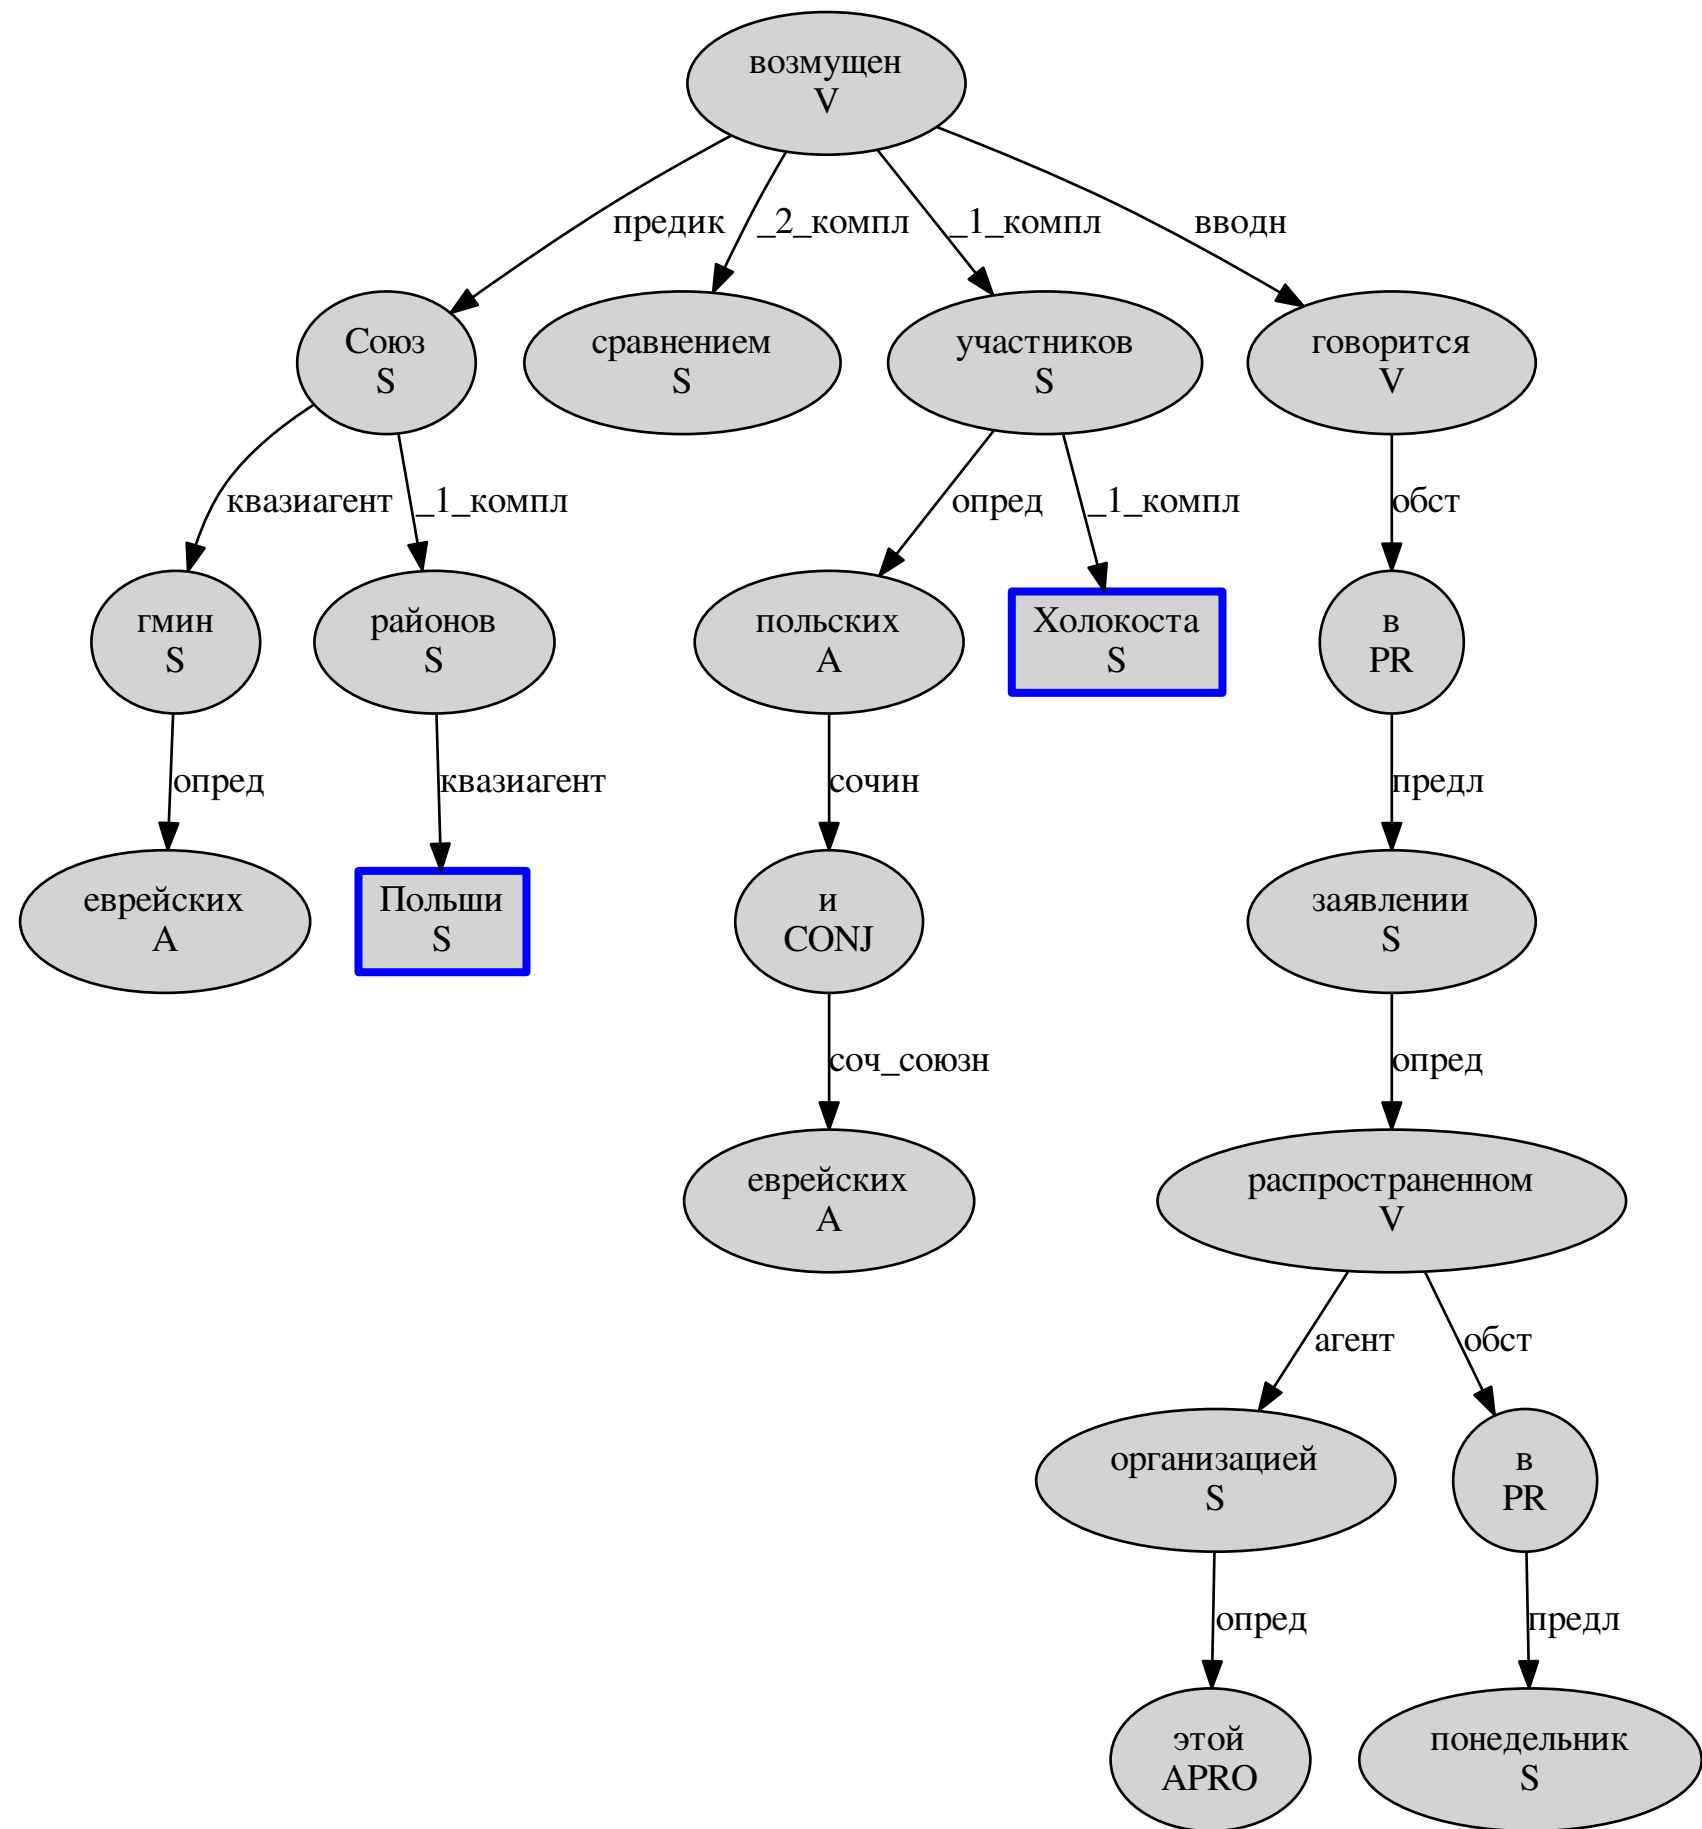 возмущен
V
предик
_2_компл
_1_компл
вводн
Союз
S
сравнением
S
участников
S
говорится
V
квазиагент
_1_компл
опред
_1_компл
обст
гмин
S
районов
S
польских
A
Холокоста
S
в
PR
опред
квазиагент
сочин
предл
еврейских
A
Польши
S
и
CONJ
заявлении
S
соч_союзн
опред
еврейских
A
распространенном
V
агент
обст
организацией
S
в
PR
опред
предл
этой
APRO
понедельник
S